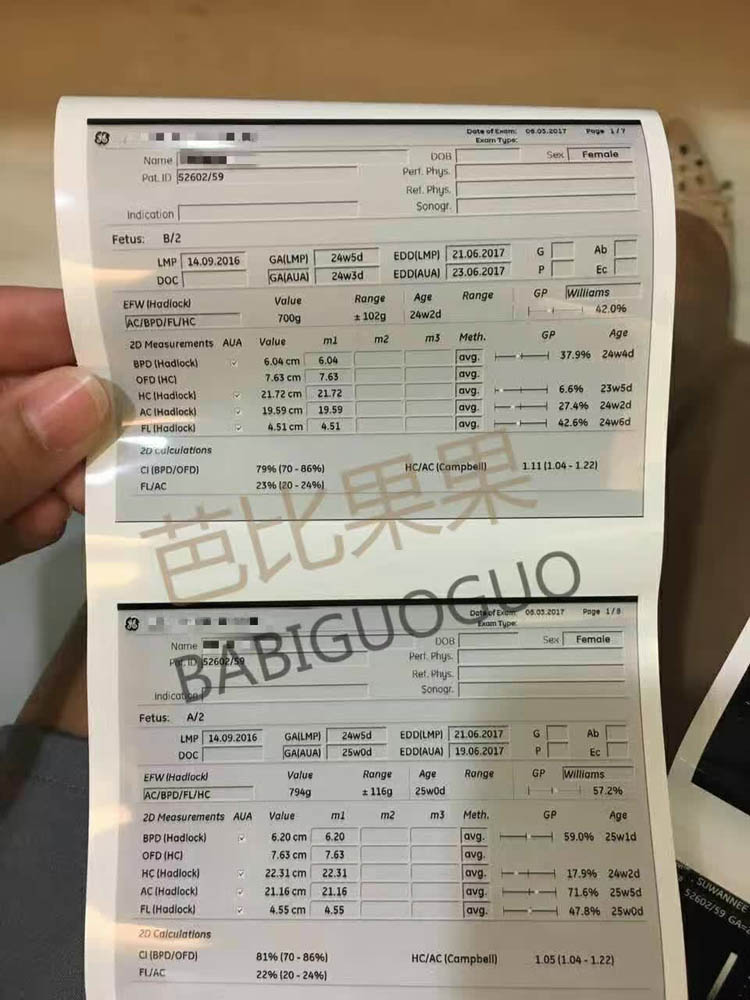 Date of Exam: 06.03.2017 Page 1/7
Exam Type:
Name DOB Sex Female
Pat. ID 52602/59 Perf. Phys.
Ref. Phys.
Indication Sonogr.
Fetus: B/2
LMP 14.09.2016 GA(LMP) 24w5d EDD(LMP) 21.06.2017 G Ab
DOC GA(AUA) 24w3d EDD(AUA) 23.06.2017 P Ec
EFW (Hadlock) Value Range Age Range GP Williams
AC/BPD/FL/HC 700g ± 102g 24w2d 42.0%
2D Measurements AUA Value m1 m2 m3 Meth. GP Age
BPD (Hadlock) 6.04 cm 6.04 avg. 37.9% 24w4d
OFD (HC) 7.63 cm 7.63 avg.
HC (Hadlock) 21.72 cm 21.72 avg. 6.6% 23w5d
AC (Hadlock) 19.59 cm 19.59 avg. 27.4% 24w2d
FL (Hadlock) 4.51 cm 4.51 avg. 42.6% 24w6d
2D Calculations
CI (BPD/OFD) 79% (70 - 86%) HC/AC (Campbell) 1.11 (1.04 - 1.22)
FL/AC 23% (20 - 24%)
芭比果果
BABIGUOGUO
Date of Exam: 06.03.2017 Page 1/8
Exam Type:
Name DOB Sex Female
Pat. ID 52602/59 Perf. Phys.
Ref. Phys.
Indication Sonogr.
Fetus: A/2
LMP 14.09.2016 GA(LMP) 24w5d EDD(LMP) 21.06.2017 G Ab
DOC GA(AUA) 25w0d EDD(AUA) 19.06.2017 P Ec
EFW (Hadlock) Value Range Age Range GP Williams
AC/BPD/FL/HC 794g ± 116g 25w0d 57.2%
2D Measurements AUA Value m1 m2 m3 Meth. GP Age
BPD (Hadlock) 6.20 cm 6.20 avg. 59.0% 25w1d
OFD (HC) 7.63 cm 7.63 avg.
HC (Hadlock) 22.31 cm 22.31 avg. 17.9% 24w2d
AC (Hadlock) 21.16 cm 21.16 avg. 71.6% 25w5d
FL (Hadlock) 4.55 cm 4.55 avg. 47.8% 25w0d
2D Calculations
CI (BPD/OFD) 81% (70 - 86%) HC/AC (Campbell) 1.05 (1.04 - 1.22)
FL/AC 22% (20 - 24%)
SUWANNEE
52602/59 GA=